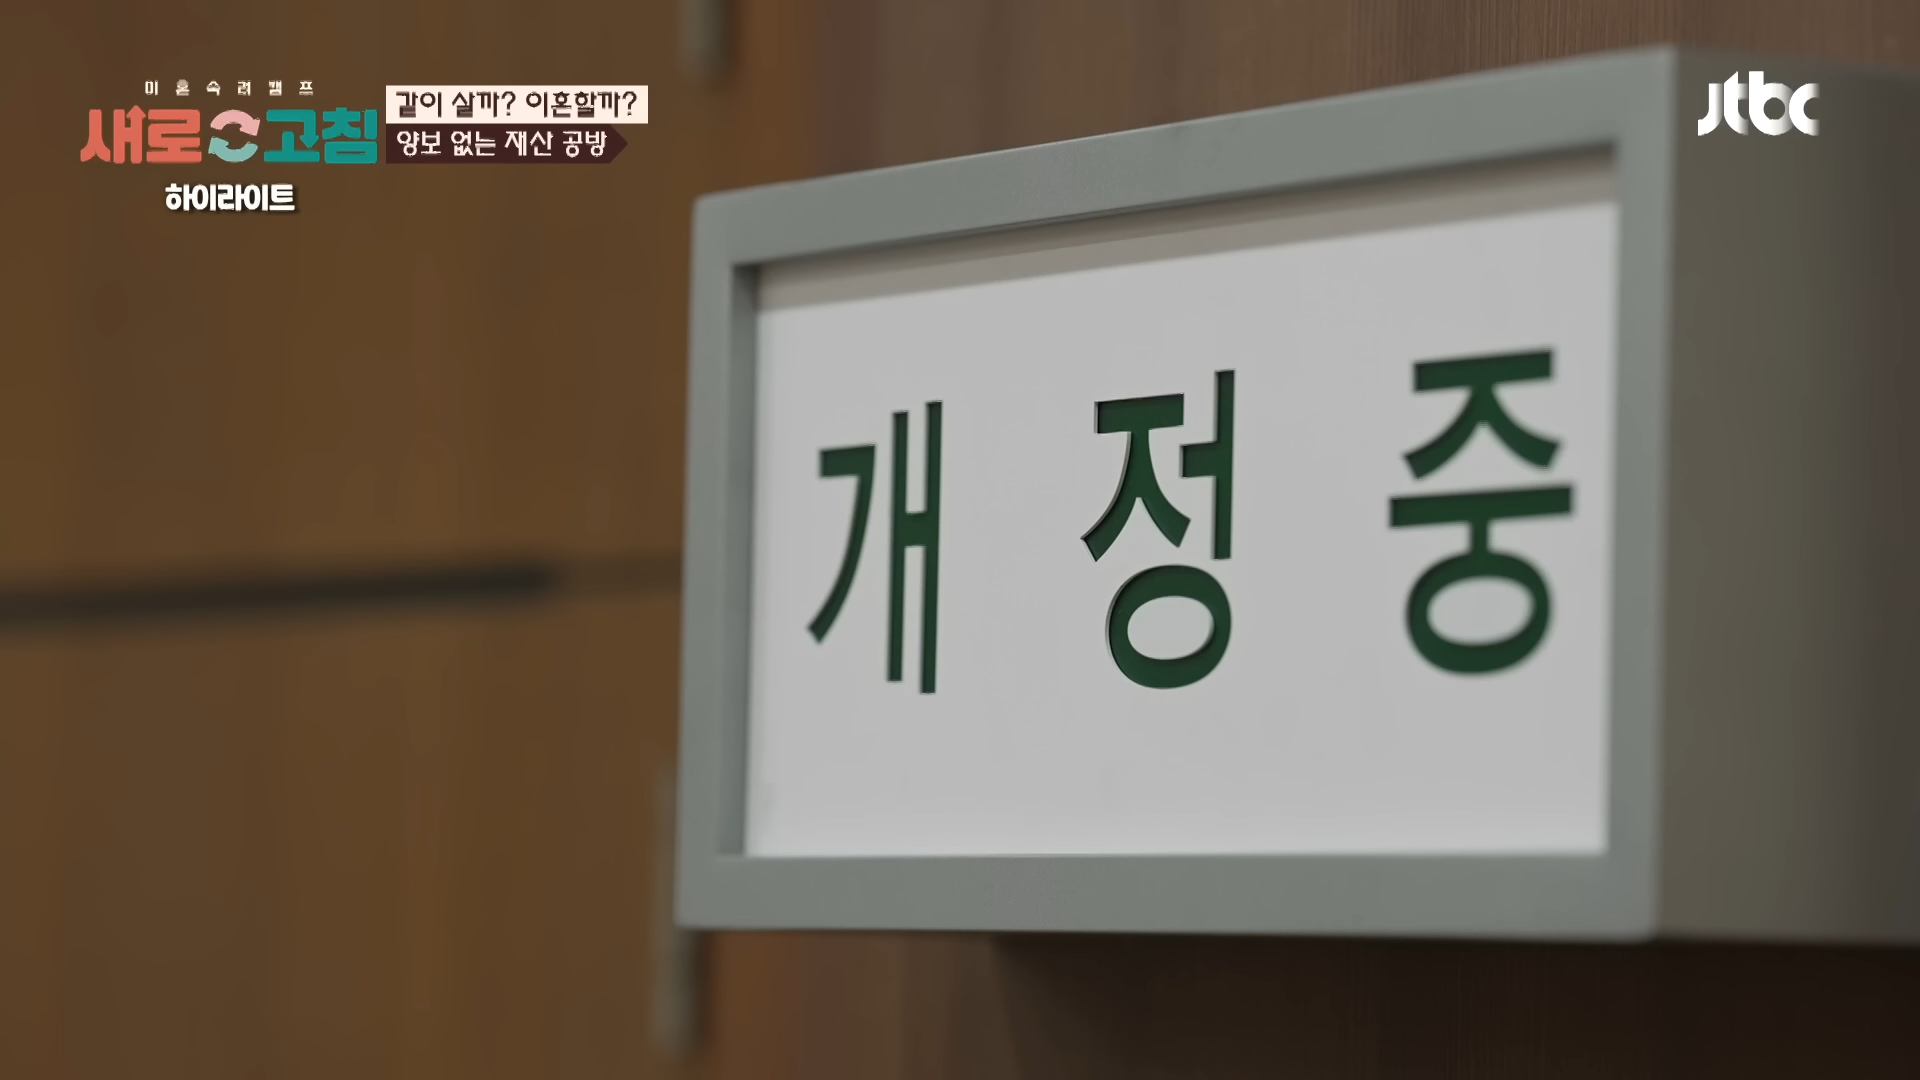 이혼숙려캠프
새로고침
하이라이트
같이 살까? 이혼할까?
양보 없는 재산 공방
jtbc
개정중